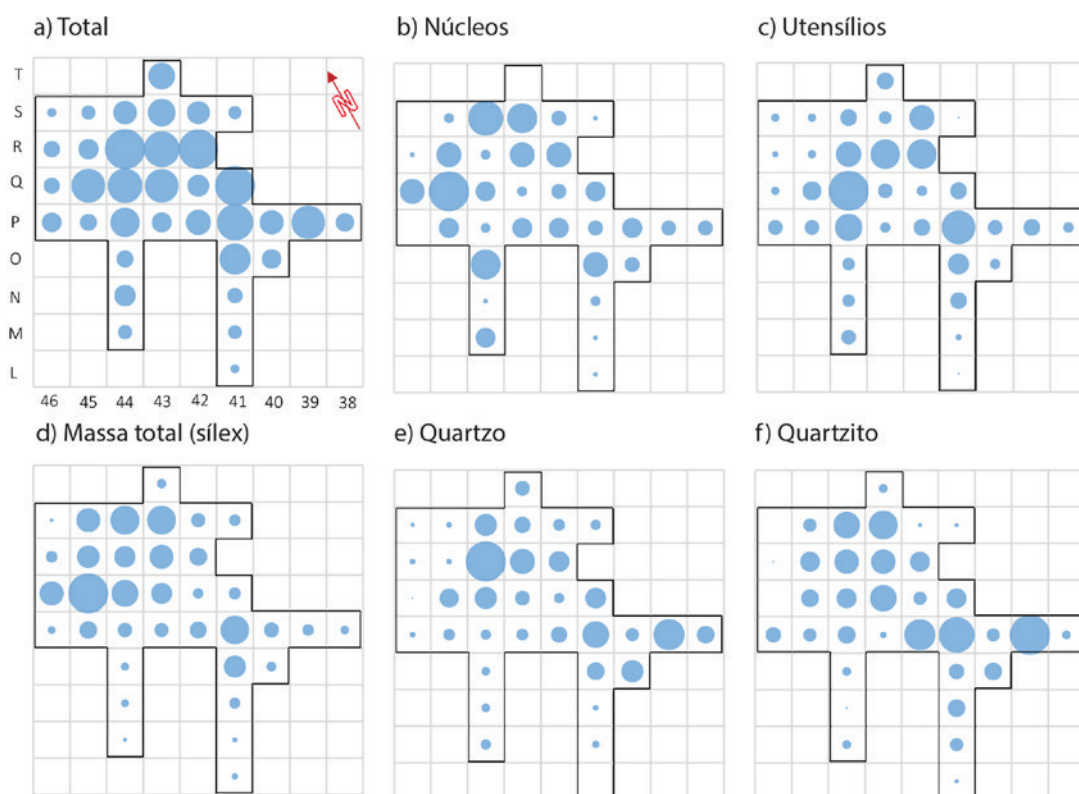 a) Total
b) Núcleos
c) Utensílios
T
S
R
Q
P
O
N
M
L
N
46 45 44 43 42 41 40 39 38
d) Massa total (sílex)
e) Quartzo
f) Quartzito